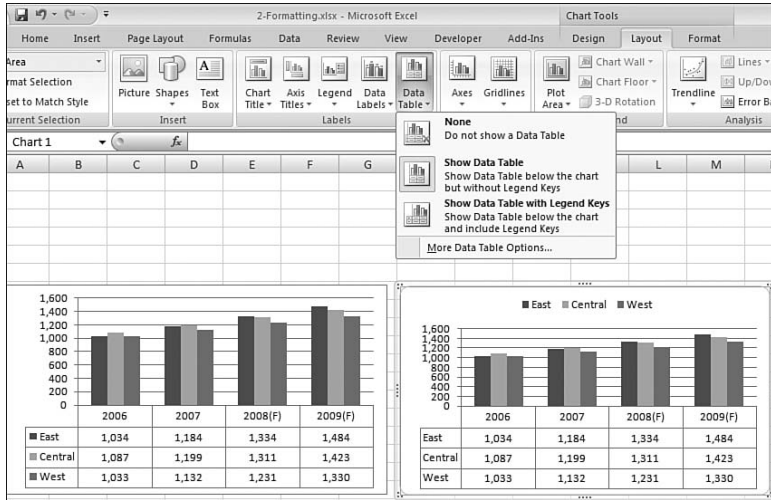 2-Formatting.xlsx - Microsoft Excel
Chart Tools
Home Insert Page Layout Formulas Data Review View Developer Add-Ins Design Layout Format
Area
rmat Selection
set to Match Style
urrent Selection
Picture Shapes Text Box
Insert
Chart Title Axis Titles Legend Data Labels Data Table
Labels
Axes Gridlines
Plot Area
Chart Wall
Chart Floor
3-D Rotation
nd
Trendline
Lines
Up/Dow
Error Ba
Analysis
Chart 1
fx
A B C D E F G L M
None
Do not show a Data Table
Show Data Table
Show Data Table below the chart
but without Legend Keys
Show Data Table with Legend Keys
Show Data Table below the chart
and include Legend Keys
More Data Table Options...
1,600
1,400
1,200
1,000
800
600
400
200
0
2006 2007 2008(F) 2009(F)
East 1,034 1,184 1,334 1,484
Central 1,087 1,199 1,311 1,423
West 1,033 1,132 1,231 1,330
East Central West
1,600
1,400
1,200
1,000
800
600
400
200
0
2006 2007 2008(F) 2009(F)
East 1,034 1,184 1,334 1,484
Central 1,087 1,199 1,311 1,423
West 1,033 1,132 1,231 1,330